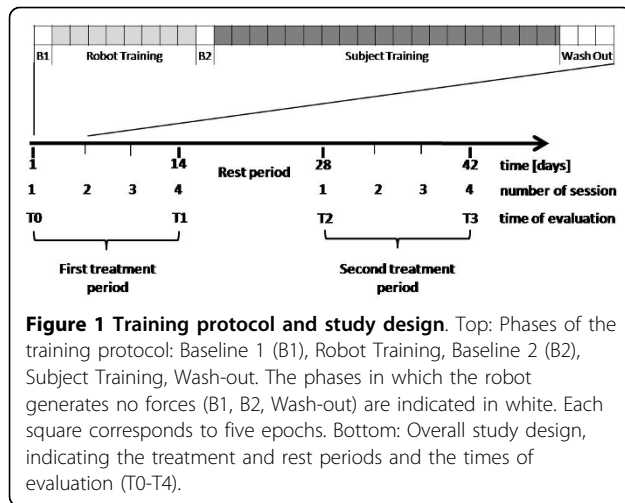 B1 Robot Training B2 Subject Training Wash Out
1 14 Rest period 28 42 time [days]
1 2 3 4 1 2 3 4 number of session
T0 T1 T2 T3 time of evaluation
First treatment period Second treatment period
Figure 1 Training protocol and study design. Top: Phases of the
training protocol: Baseline 1 (B1), Robot Training, Baseline 2 (B2),
Subject Training, Wash-out. The phases in which the robot
generates no forces (B1, B2, Wash-out) are indicated in white. Each
square corresponds to five epochs. Bottom: Overall study design,
indicating the treatment and rest periods and the times of
evaluation (T0-T4).